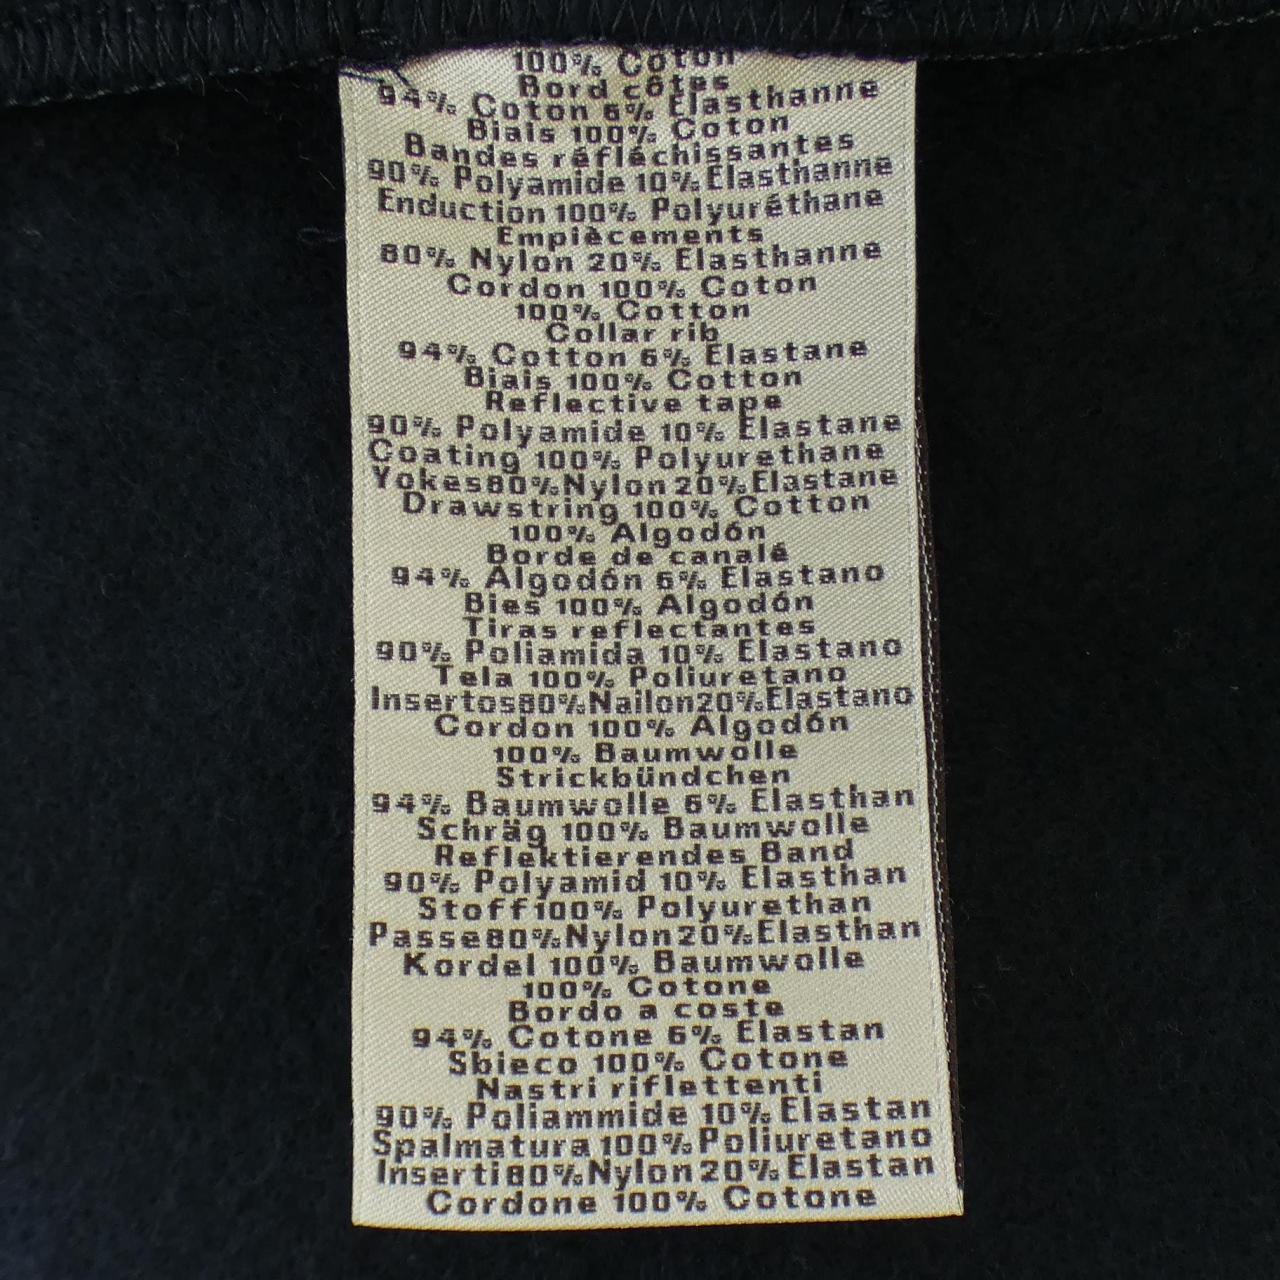 100% Coton
Bord côtes
94% Coton 6% Elasthanne
Biais 100% Coton
Bandes réfléchissantes
90% Polyamide 10% Elasthanne
Enduction 100% Polyuréthane
Empiècements
80% Nylon 20% Elasthanne
Cordon 100% Coton
100% Cotton
Collar rib
94% Cotton 6% Elastane
Biais 100% Cotton
Reflective tape
90% Polyamide 10% Elastane
Coating 100% Polyurethane
Yokes80%Nylon 20%Elastane
Drawstring 100% Cotton
100% Algodón
Borde de canalé
94% Algodón 6% Elastano
Bies 100% Algodón
Tiras reflectantes
90% Poliamida 10% Elastano
Tela 100% Poliuretano
Insertos80%Nailon20%Elastano
Cordon 100% Algodón
100% Baumwolle
Strickbündchen
94% Baumwolle 6% Elasthan
Schräg 100% Baumwolle
Reflektierendes Band
90% Polyamid 10% Elasthan
Stoff100% Polyurethan
Passe80%Nylon20%Elasthan
Kordel 100% Baumwolle
100% Cotone
Bordo a coste
94% Cotone 6% Elastan
Sbieco 100% Cotone
Nastri riflettenti
90% Poliammide 10% Elastan
Spalmatura 100% Poliuretano
Inserti80%Nylon 20% Elastan
Cordone 100% Cotone